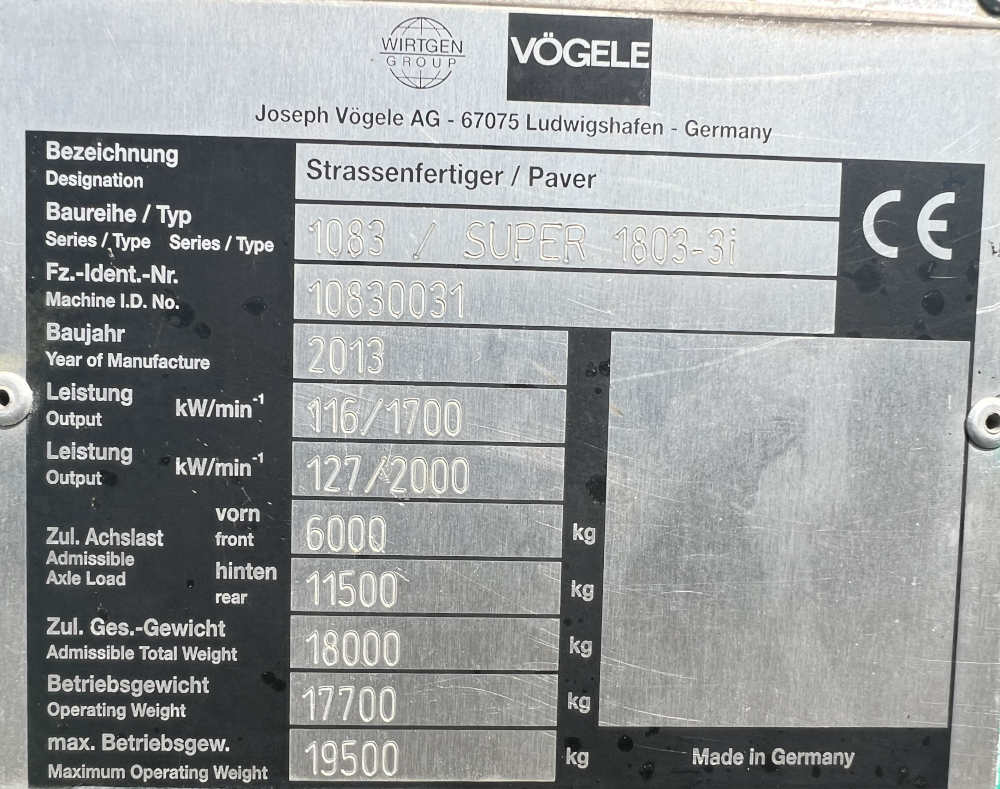 WIRTGEN
GROUP
VÖGELE
Joseph Vögele AG - 67075 Ludwigshafen - Germany
Bezeichnung
Designation
Strassenfertiger / Paver
Baureihe / Typ
Series / Type Series / Type
1083 / SUPER 1803-3i
CE
Fz.-Ident.-Nr.
Machine I.D. No.
10830031
Baujahr
Year of Manufacture
2013
Leistung
Output
kW/min-1
116/1700
Leistung
Output
kW/min-1
127/2000
Zul. Achslast
Admissible
Axle Load
vorn
front
6000 kg
hinten
rear
11500 kg
Zul. Ges.-Gewicht
Admissible Total Weight
18000 kg
Betriebsgewicht
Operating Weight
17700 kg
max. Betriebsgew.
Maximum Operating Weight
19500 kg
Made in Germany